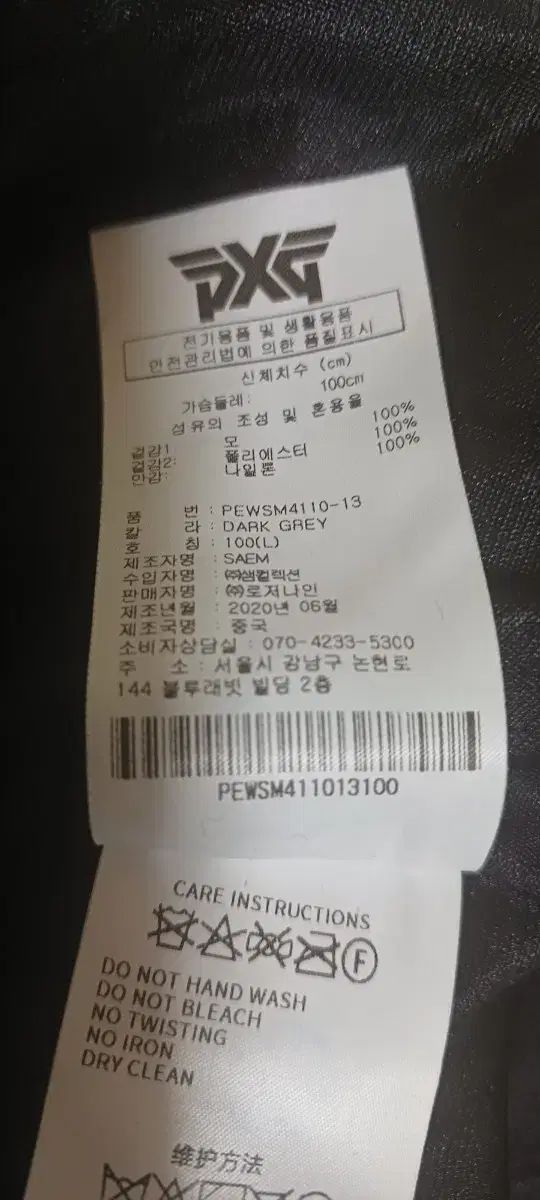 PXG
전기용품 및 생활용품
안전관리법에 의한 품질표시
신체치수 (cm)
가슴둘레: 100cm
섬유의 조성 및 혼용율
겉감1 모 100%
겉감2: 폴리에스터 100%
안감: 나일론 100%
품 번 : PEWSM4110-13
칼 라 : DARK GREY
호 칭 : 100(L)
제조자명 : SAEM
수입자명 : ㈜샘컬렉션
판매자명 : ㈜로저나인
제조년월 : 2020년 06월
제조국명 : 중국
소비자상담실 : 070-4233-5300
주 소 : 서울시 강남구 논현로
144 블루래빗 빌딩 2층
PEWSM411013100
CARE INSTRUCTIONS
F
DO NOT HAND WASH
DO NOT BLEACH
NO TWISTING
NO IRON
DRY CLEAN
维护方法